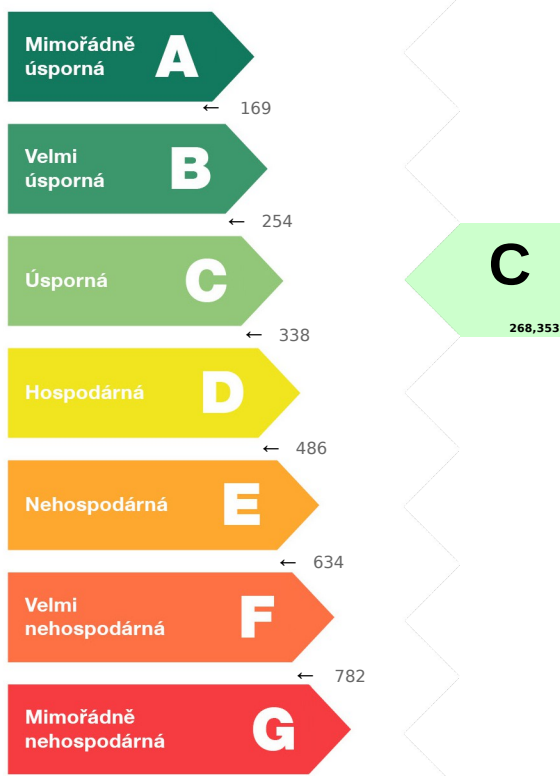 Mimořádně
úsporná
A
← 169
Velmi
úsporná
B
← 254
Úsporná
C
C
268,353
← 338
Hospodárná
D
← 486
Nehospodárná
E
← 634
Velmi
nehospodárná
F
← 782
Mimořádně
nehospodárná
G